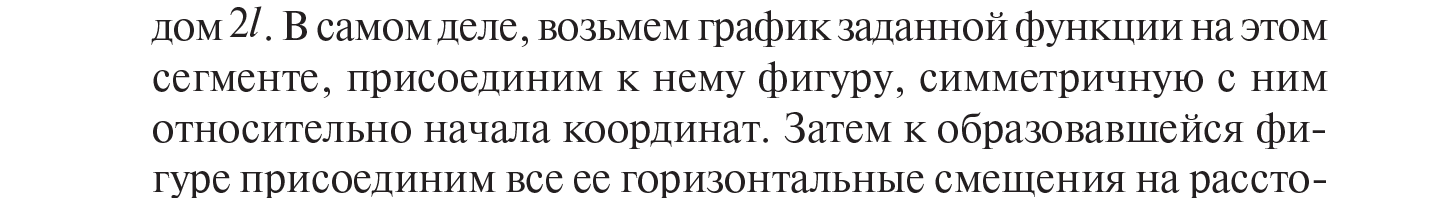 дом 2l. В самом деле, возьмем график заданной функции на этом
сегменте, присоединим к нему фигуру, симметричную с ним
относительно начала координат. Затем к образовавшейся фи-
гуре присоединим все ее горизонтальные смещения на рассто-